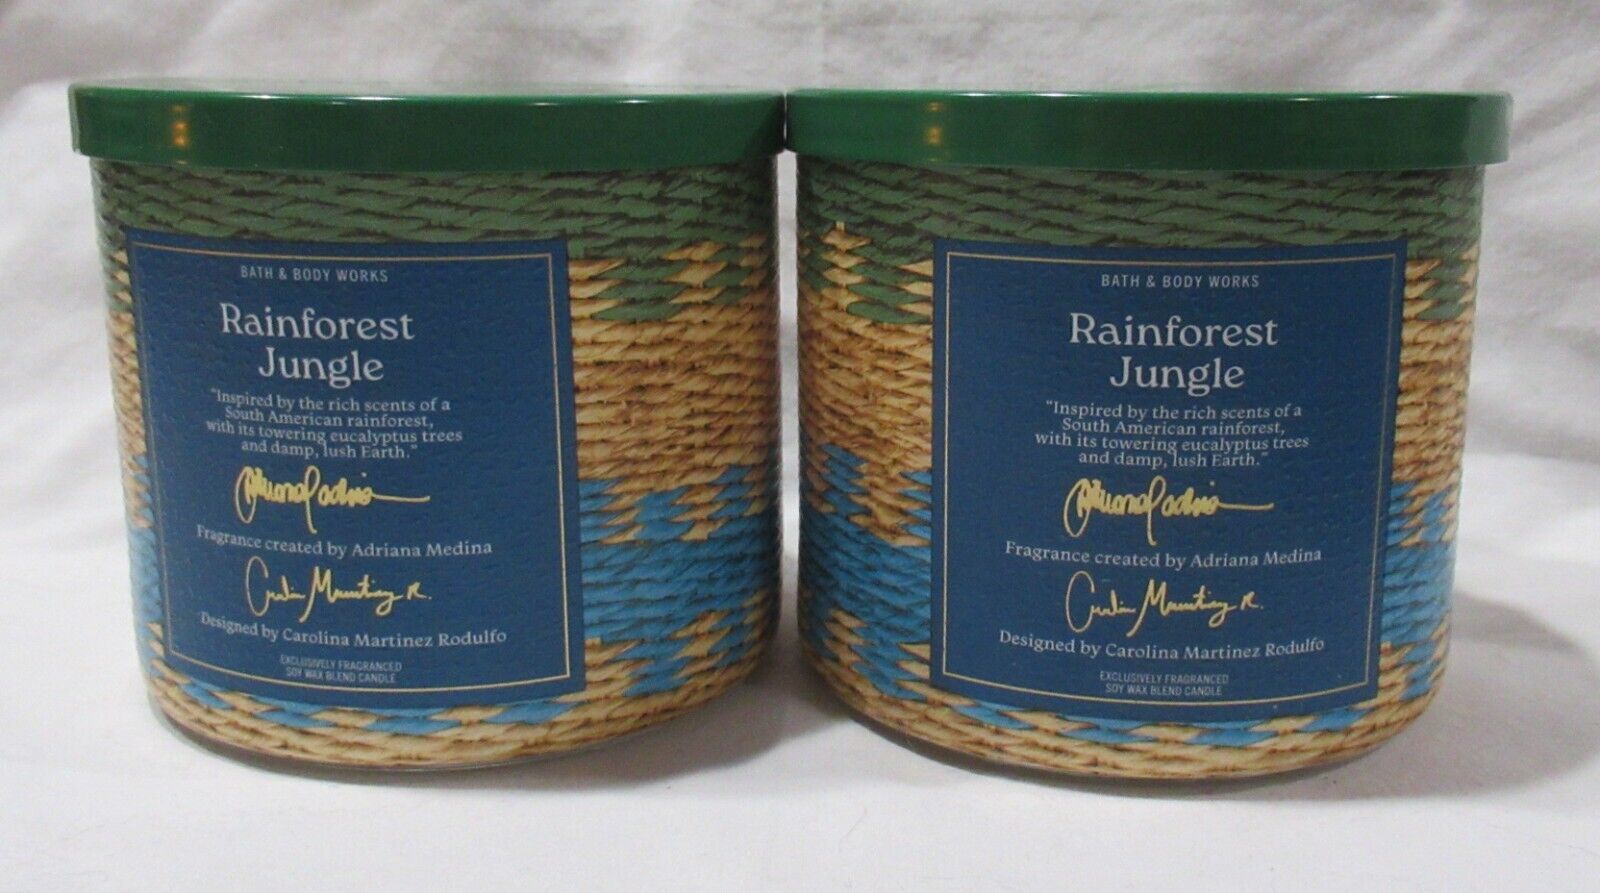 BATH & BODY WORKS
Rainforest
Jungle
“Inspired by the rich scents of a
South American rainforest,
with its towering eucalyptus trees
and damp, lush Earth.”
Fragrance created by Adriana Medina
Designed by Carolina Martinez Rodulfo
EXCLUSIVELY FRAGRANCED
SOY WAX BLEND CANDLE
BATH & BODY WORKS
Rainforest
Jungle
“Inspired by the rich scents of a
South American rainforest,
with its towering eucalyptus trees
and damp, lush Earth.”
Fragrance created by Adriana Medina
Designed by Carolina Martinez Rodulfo
EXCLUSIVELY FRAGRANCED
SOY WAX BLEND CANDLE